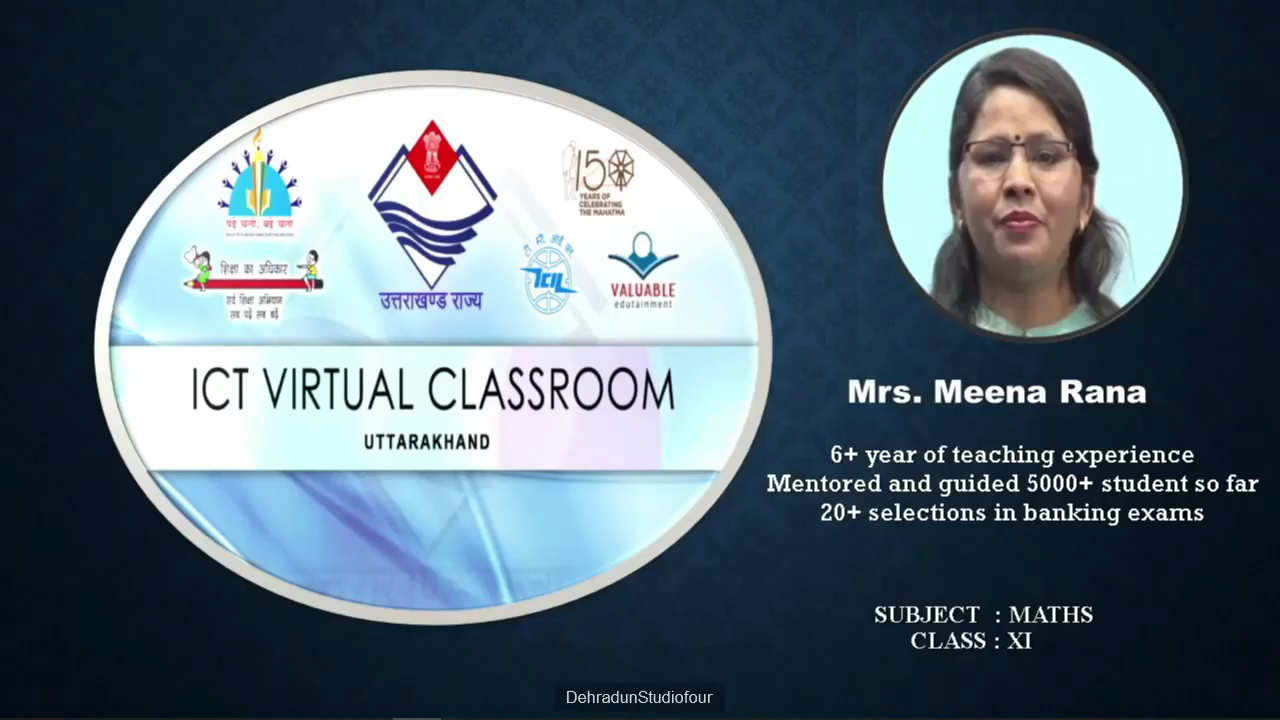 पढ़ चलो, बढ़ चलो
शिक्षा का अधिकार
सर्व शिक्षा अभियान
सब पढ़ें सब बढ़ें
उत्तराखण्ड राज्य
150
YEARS OF
CELEBRATING
THE MAHATMA
TCIL
VALUABLE
edutainment
ICT VIRTUAL CLASSROOM
UTTARAKHAND
Mrs. Meena Rana
6+ year of teaching experience
Mentored and guided 5000+ student so far
20+ selections in banking exams
SUBJECT : MATHS
CLASS : XI
DehradunStudiofour